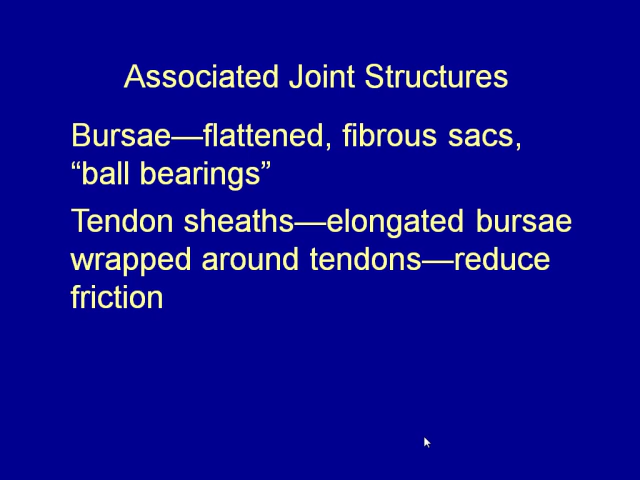 Associated Joint Structures
Bursae—flattened, fibrous sacs,
“ball bearings”
Tendon sheaths—elongated bursae
wrapped around tendons—reduce
friction